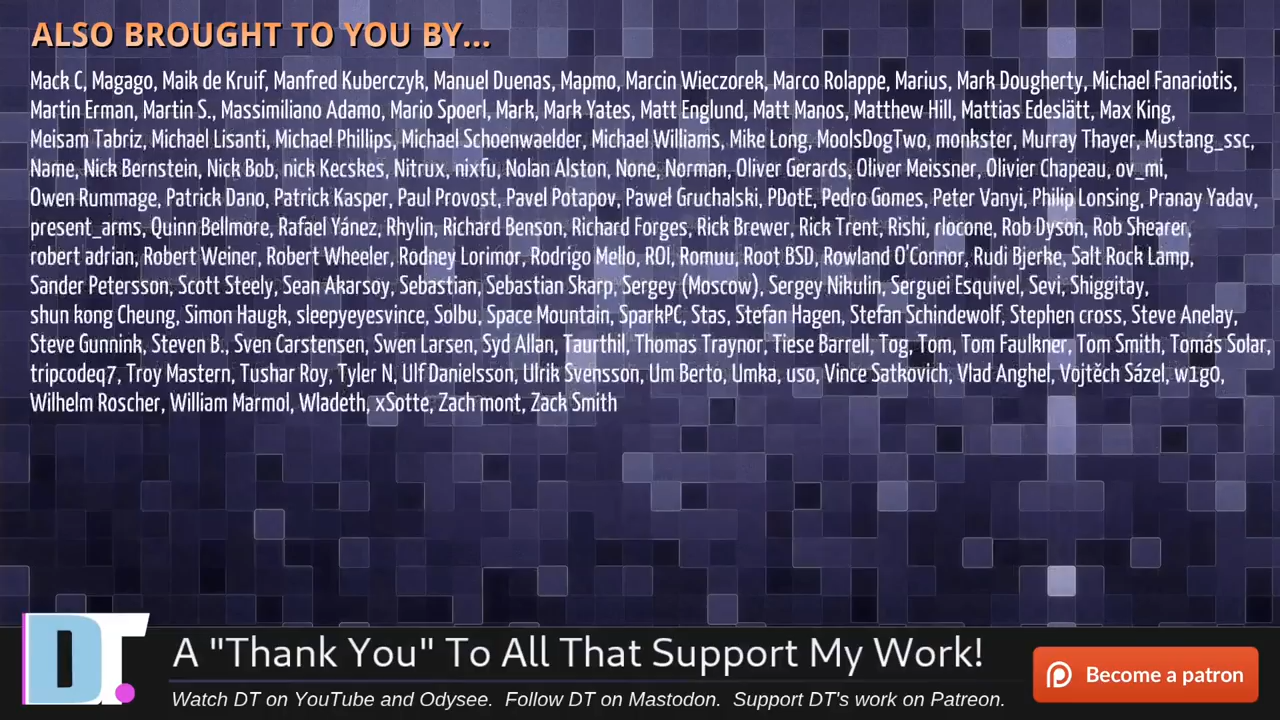 ALSO BROUGHT TO YOU BY...
Mack C, Magago, Maik de Kruif, Manfred Kuberczyk, Manuel Duenas, Mapmo, Marcin Wieczorek, Marco Rolappe, Marius, Mark Dougherty, Michael Fanariotis,
Martin Erman, Martin S., Massimiliano Adamo, Mario Spoerl, Mark, Mark Yates, Matt Englund, Matt Manos, Matthew Hill, Mattias Edeslätt, Max King,
Meisam Tabriz, Michael Lisanti, Michael Phillips, Michael Schoenwaelder, Michael Williams, Mike Long, MoolsDogTwo, monkster, Murray Thayer, Mustang_ssc,
Name, Nick Bernstein, Nick Bob, nick Kecskes, Nitrux, nixfu, Nolan Alston, None, Norman, Oliver Gerards, Oliver Meissner, Olivier Chapeau, ov_mi,
Owen Rummage, Patrick Dano, Patrick Kasper, Paul Provost, Pavel Potapov, Paweł Gruchalski, PDotE, Pedro Gomes, Peter Vanyi, Philip Lonsing, Pranay Yadav,
present_arms, Quinn Bellmore, Rafael Yánez, Rhylin, Richard Benson, Richard Forges, Rick Brewer, Rick Trent, Rishi, rlocone, Rob Dyson, Rob Shearer,
robert adrian, Robert Weiner, Robert Wheeler, Rodney Lorimor, Rodrigo Mello, ROI, Romuu, Root BSD, Rowland O'Connor, Rudi Bjerke, Salt Rock Lamp,
Sander Petersson, Scott Steely, Sean Akarsoy, Sebastian, Sebastian Skarp, Sergey (Moscow), Sergey Nikulin, Serguei Esquivel, Sevi, Shiggitay,
shun kong Cheung, Simon Haugk, sleepyeyesvince, Solbu, Space Mountain, SparkPC, Stas, Stefan Hagen, Stefan Schindewolf, Stephen cross, Steve Anelay,
Steve Gunnink, Steven B., Sven Carstensen, Swen Larsen, Syd Allan, Taurthil, Thomas Traynor, Tiese Barrell, Tog, Tom, Tom Faulkner, Tom Smith, Tomás Solar,
tripcodeq7, Troy Mastern, Tushar Roy, Tyler N, Ulf Danielsson, Ulrik Svensson, Um Berto, Umka, uso, Vince Satkovich, Vlad Anghel, Vojtěch Sázel, w1g0,
Wilhelm Roscher, William Marmol, Wladeth, xSotte, Zach mont, Zack Smith
DT
A "Thank You" To All That Support My Work!
Watch DT on YouTube and Odysee. Follow DT on Mastodon. Support DT's work on Patreon.
Become a patron